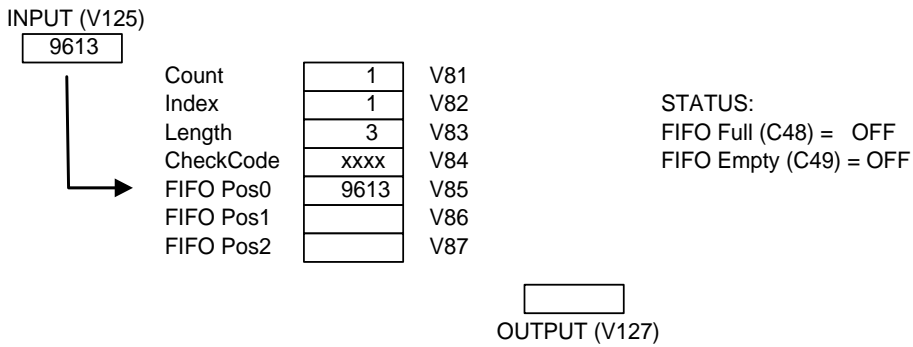 INPUT (V125)
9613
Count 1 V81
Index 1 V82 STATUS:
Length 3 V83 FIFO Full (C48) = OFF
CheckCode xxxx V84 FIFO Empty (C49) = OFF
FIFO Pos0 9613 V85
FIFO Pos1 V86
FIFO Pos2 V87
OUTPUT (V127)